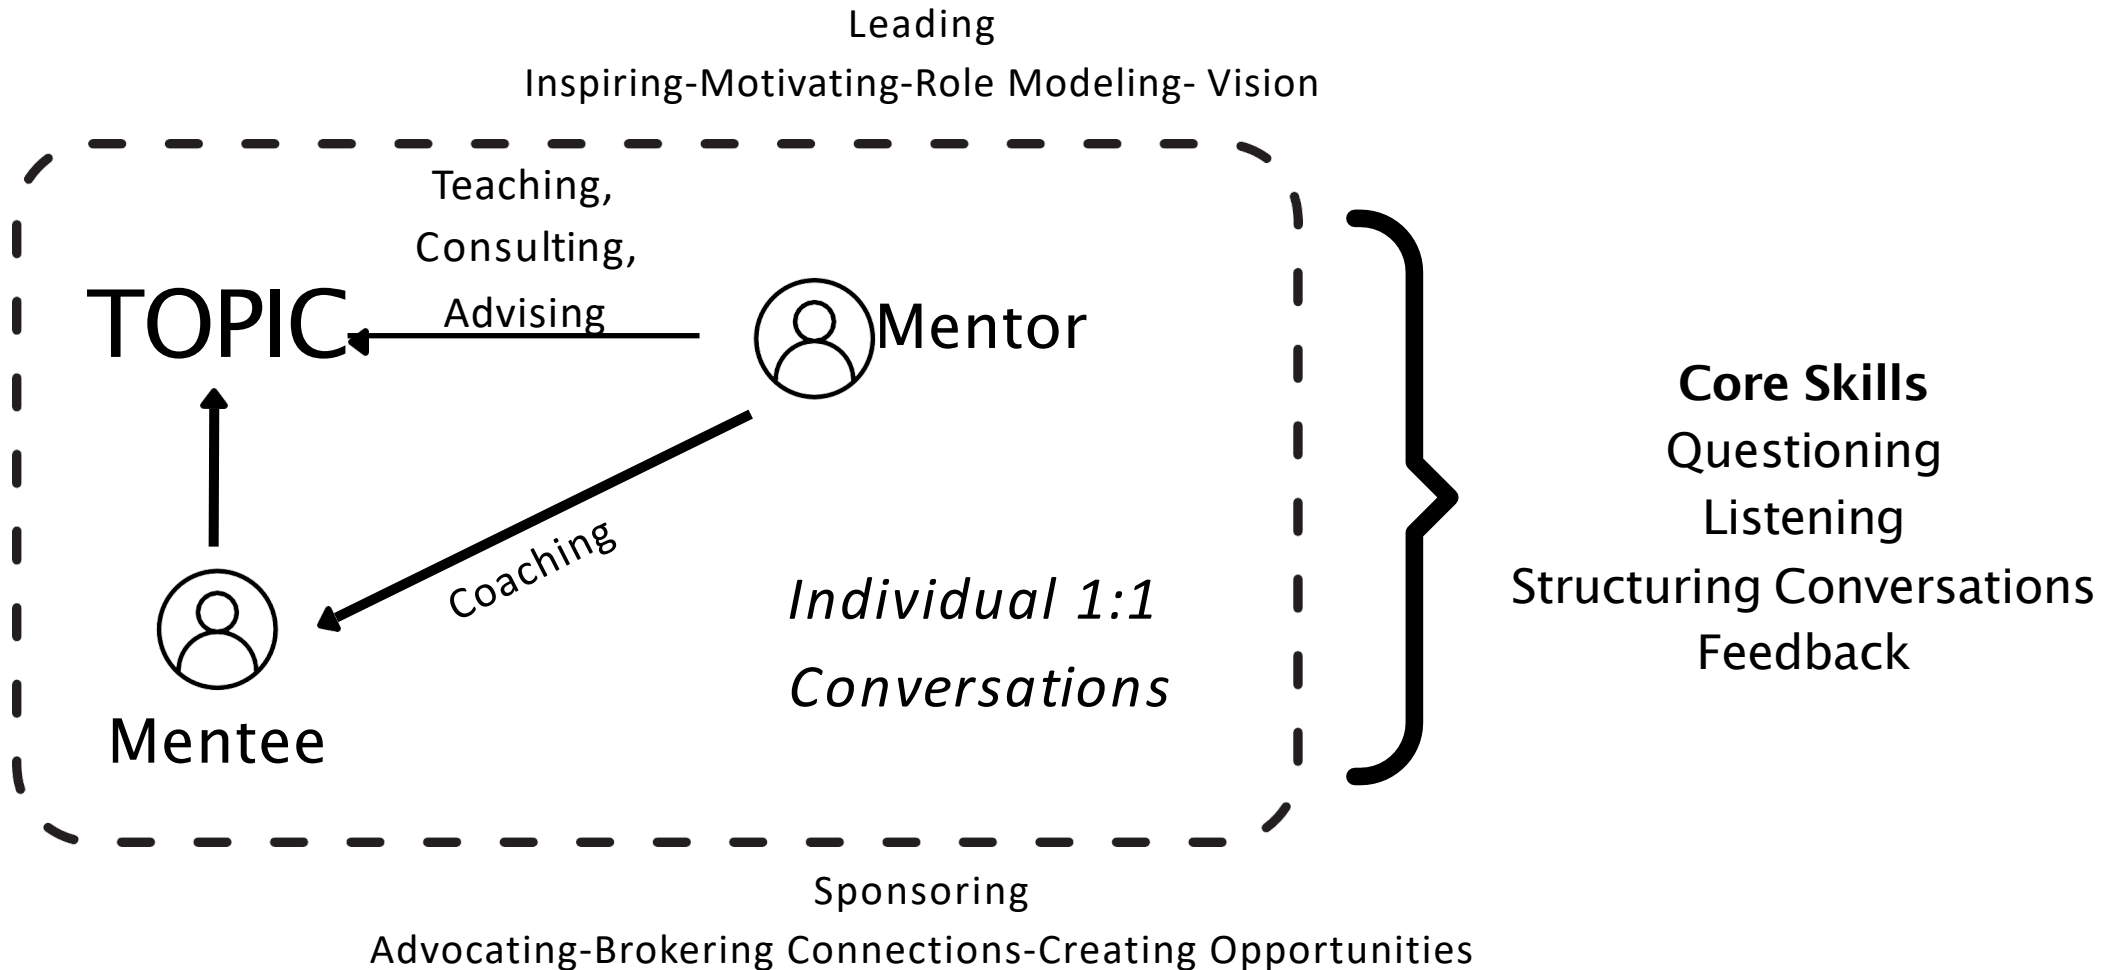 Leading
Inspiring-Motivating-Role Modeling- Vision
Teaching,
Consulting,
Advising
TOPIC
Mentor
Coaching
Mentee
Individual 1:1
Conversations
Core Skills
Questioning
Listening
Structuring Conversations
Feedback
Sponsoring
Advocating-Brokering Connections-Creating Opportunities